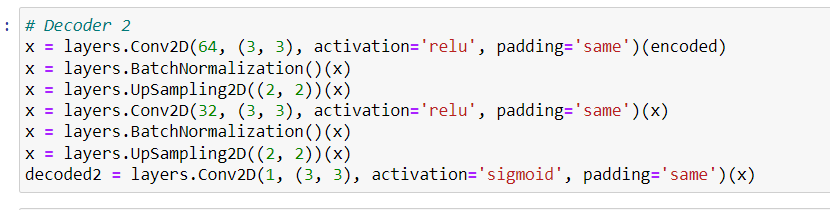 : # Decoder 2
x = layers.Conv2D(64, (3, 3), activation='relu', padding='same')(encoded)
x = layers.BatchNormalization()(x)
x = layers.UpSampling2D((2, 2))(x)
x = layers.Conv2D(32, (3, 3), activation='relu', padding='same')(x)
x = layers.BatchNormalization()(x)
x = layers.UpSampling2D((2, 2))(x)
decoded2 = layers.Conv2D(1, (3, 3), activation='sigmoid', padding='same')(x)